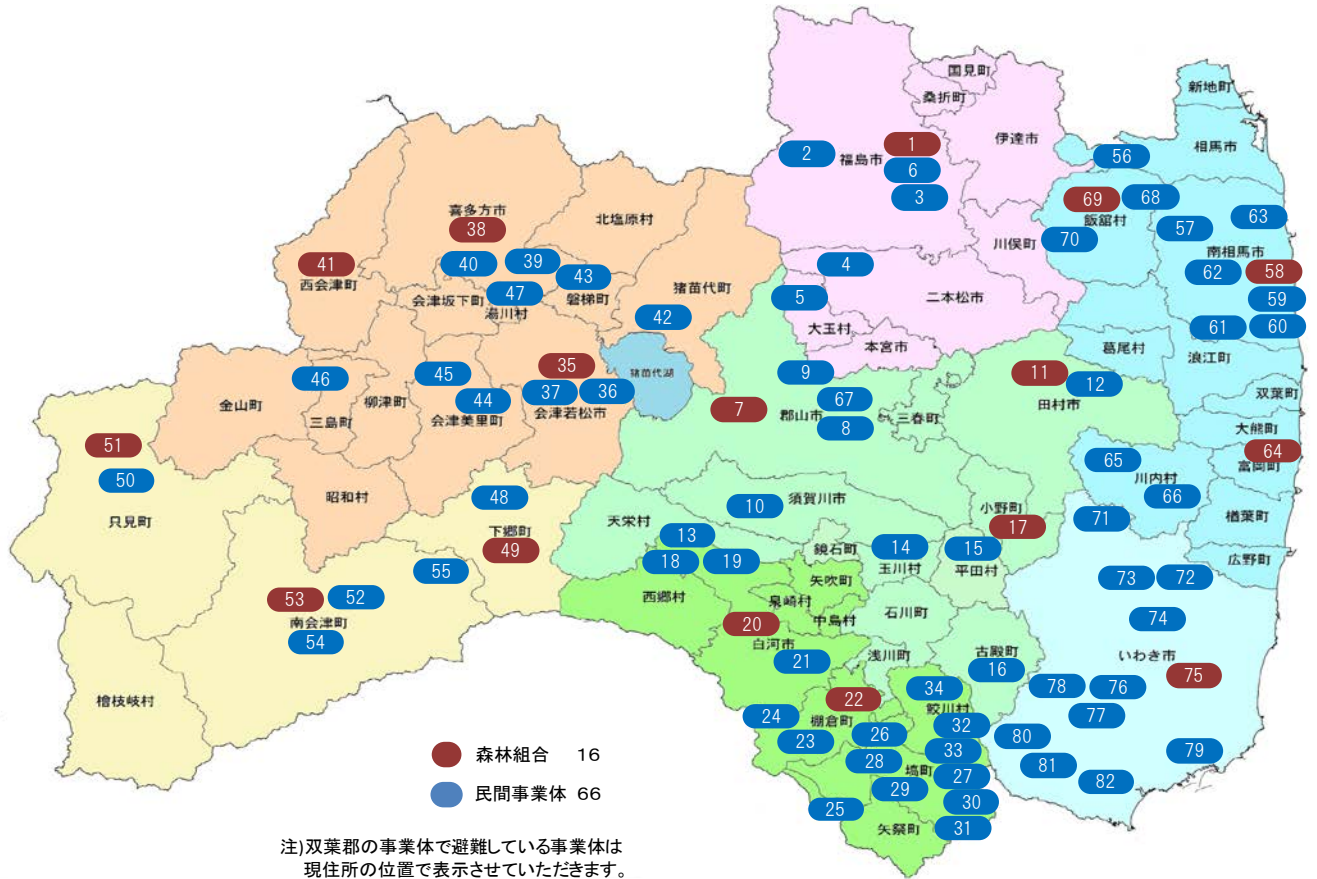 国見町
桑折町
新地町
伊達市
相馬市
1
2
福島市
6
3
56
69
68
飯舘村
70
63
57
南相馬市
62
58
59
61
60
喜多方市
38
北塩原村
川俣町
41
西会津町
40
39
43
磐梯町
猪苗代町
4
二本松市
5
会津坂下町
47
湯川村
42
大玉村
本宮市
葛尾村
浪江町
双葉町
大熊町
64
富岡町
46
45
35
猪苗代湖
9
11
12
田村市
金山町
柳津町
44
37
36
会津若松市
三島町
会津美里町
7
67
郡山市
8
三春町
51
50
只見町
昭和村
48
下郷町
49
10
須賀川市
小野町
17
65
川内村
66
71
楢葉町
広野町
天栄村
13
18
19
鏡石町
14
玉川村
15
平田村
55
53
52
南会津町
54
西郷村
矢吹町
泉崎村
中島村
石川町
20
白河市
21
浅川町
古殿町
16
73
72
74
いわき市
75
78
76
77
79
80
81
82
檜枝岐村
22
34
鮫川村
24
棚倉町
23
26
32
33
28
塙町
27
29
25
30
矢祭町
31
森林組合 16
民間事業体 66
注)双葉郡の事業体で避難している事業体は
現住所の位置で表示させていただきます。